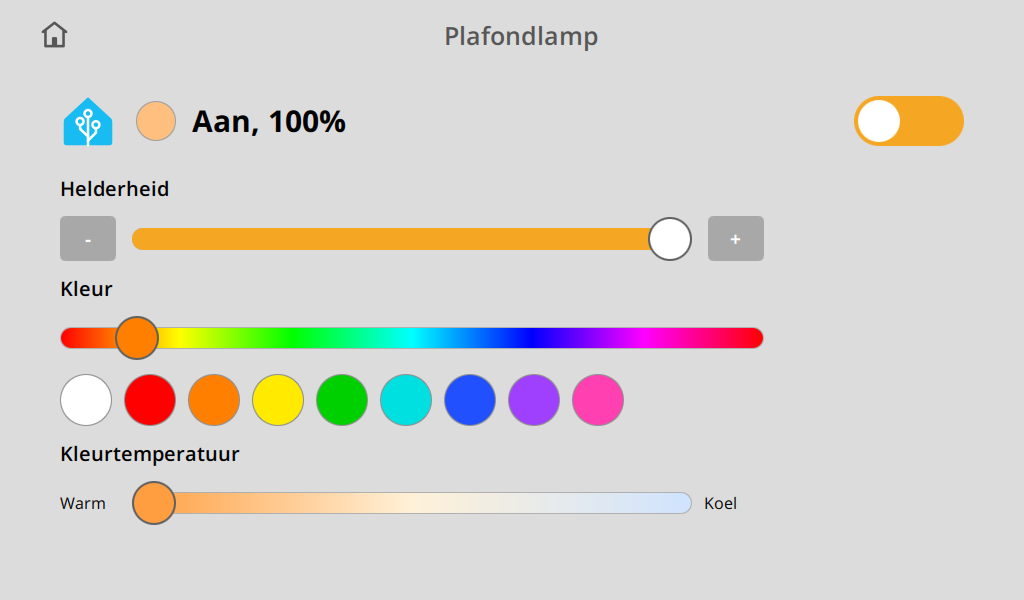 Plafondlamp
Aan, 100%
Helderheid
- +
Kleur
Kleurtemperatuur
Warm Koel